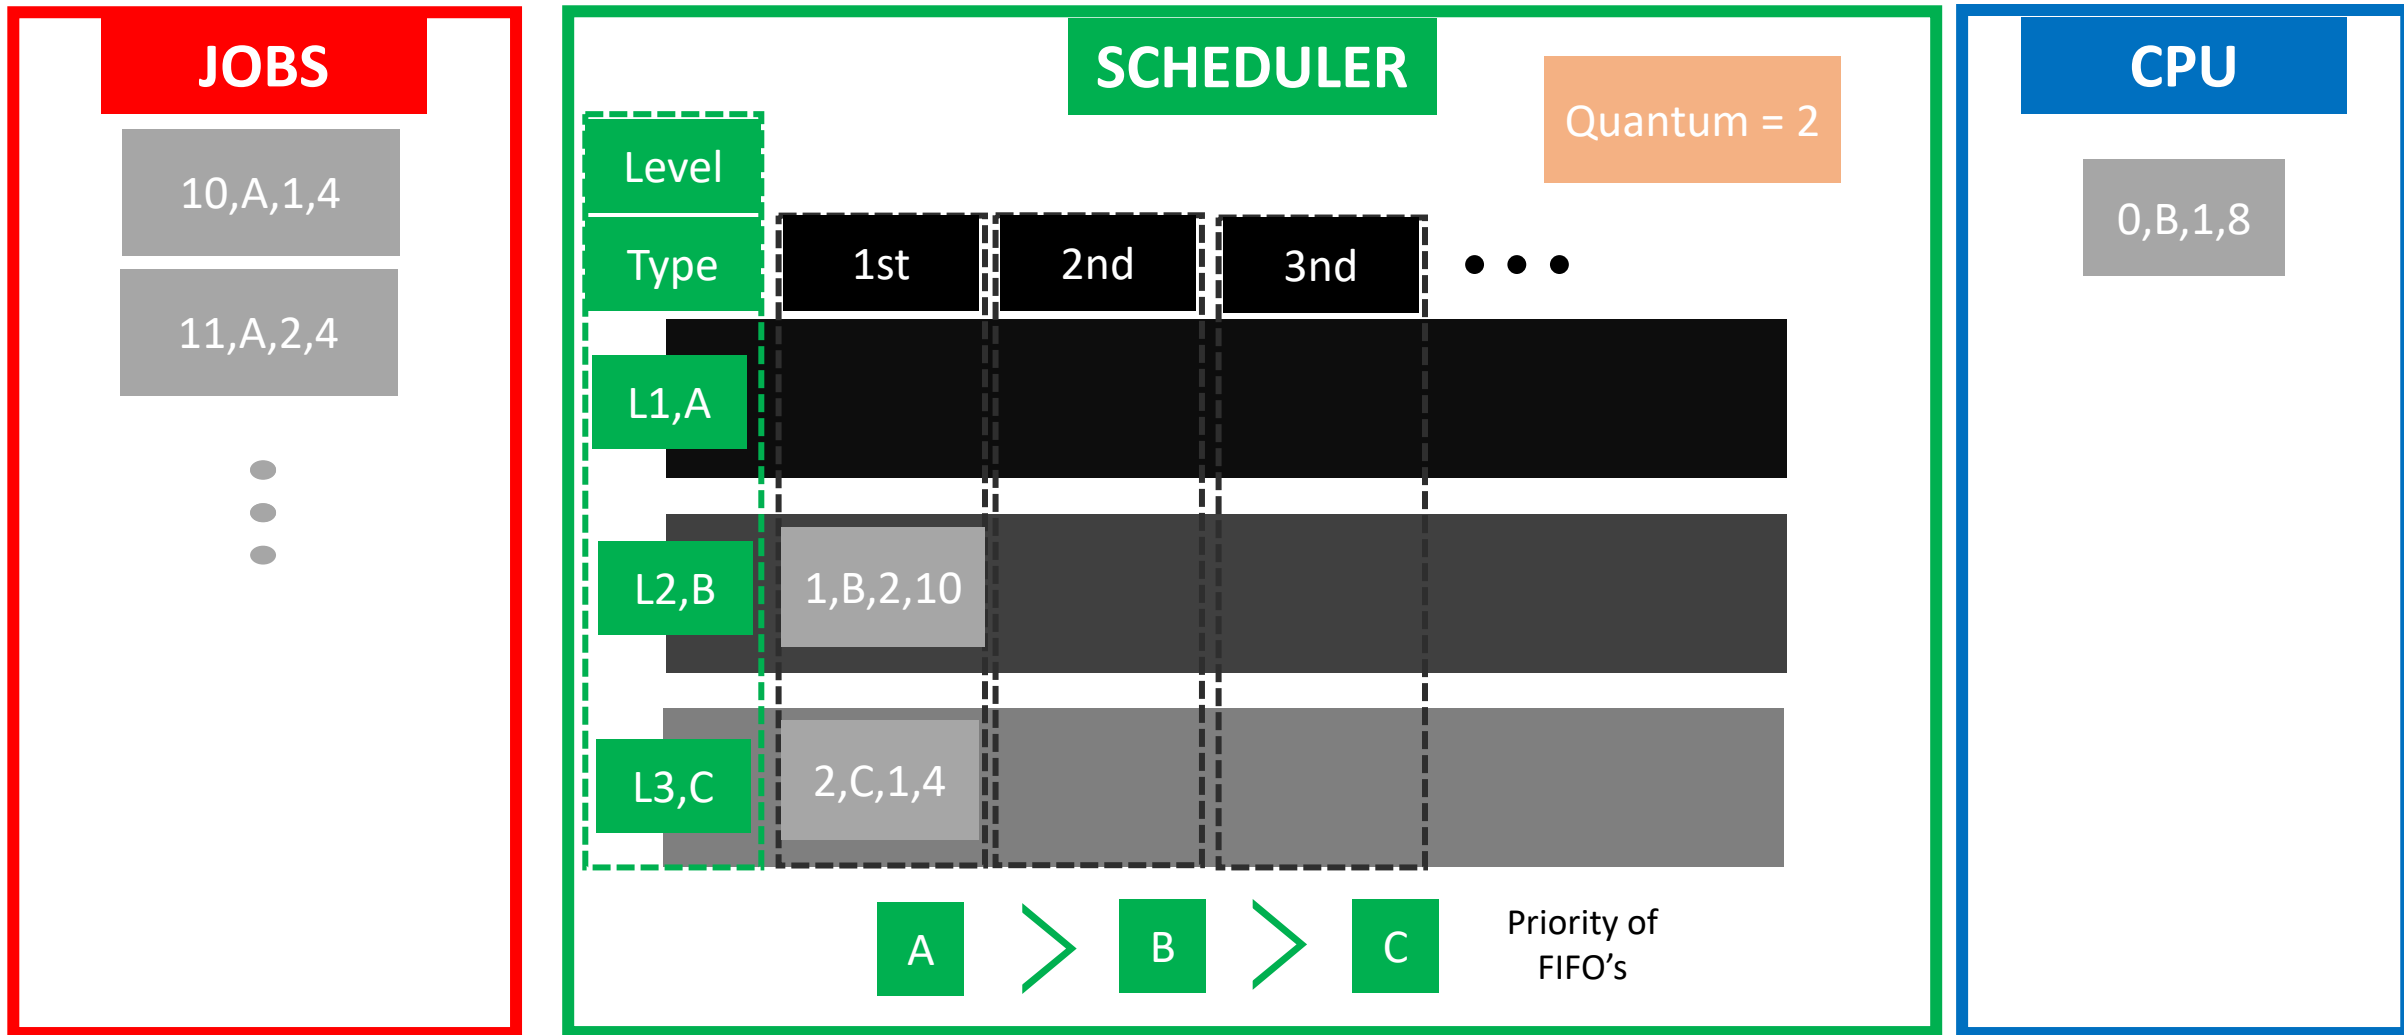 JOBS
10,A,1,4
11,A,2,4
SCHEDULER
Quantum = 2
Level
Type
1st
2nd
3nd
L1,A
L2,B
1,B,2,10
L3,C
2,C,1,4
A
B
C
Priority of
FIFO’s
CPU
0,B,1,8